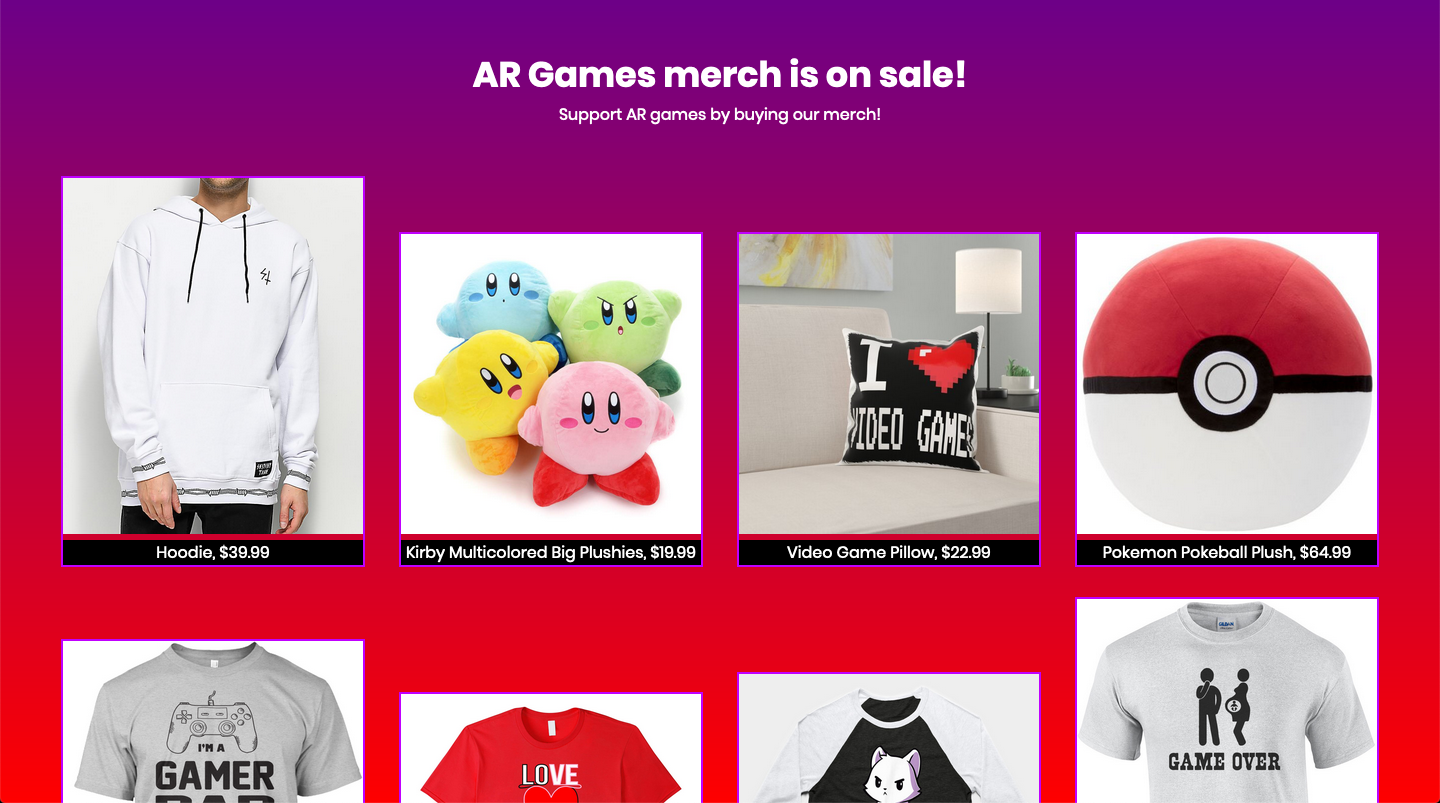 AR Games merch is on sale!
Support AR games by buying our merch!
I
VIDEO GAMES
Hoodie, $39.99
Kirby Multicolored Big Plushies, $19.99
Video Game Pillow, $22.99
Pokemon Pokeball Plush, $64.99
I'M A
GAMER
LOVE
GAME OVER